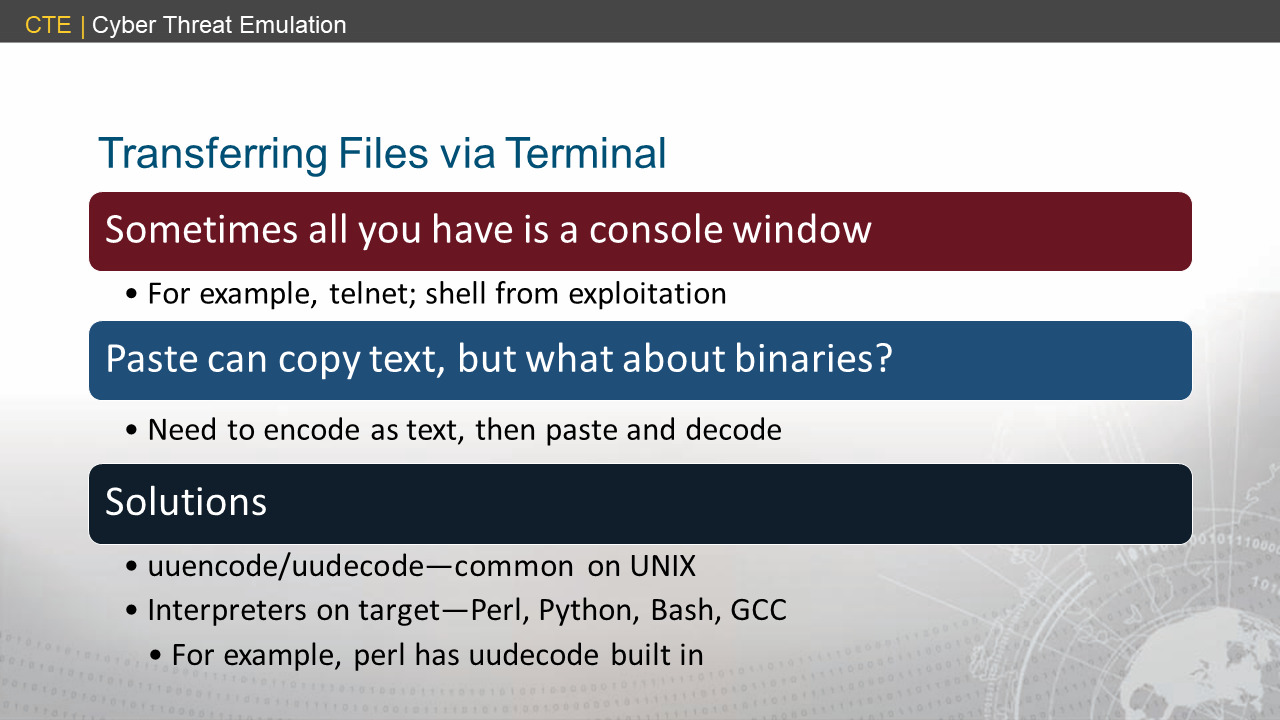 CTE | Cyber Threat Emulation
Transferring Files via Terminal
Sometimes all you have is a console window
• For example, telnet; shell from exploitation
Paste can copy text, but what about binaries?
• Need to encode as text, then paste and decode
Solutions
• uuencode/uudecode—common on UNIX
• Interpreters on target—Perl, Python, Bash, GCC
• For example, perl has uudecode built in